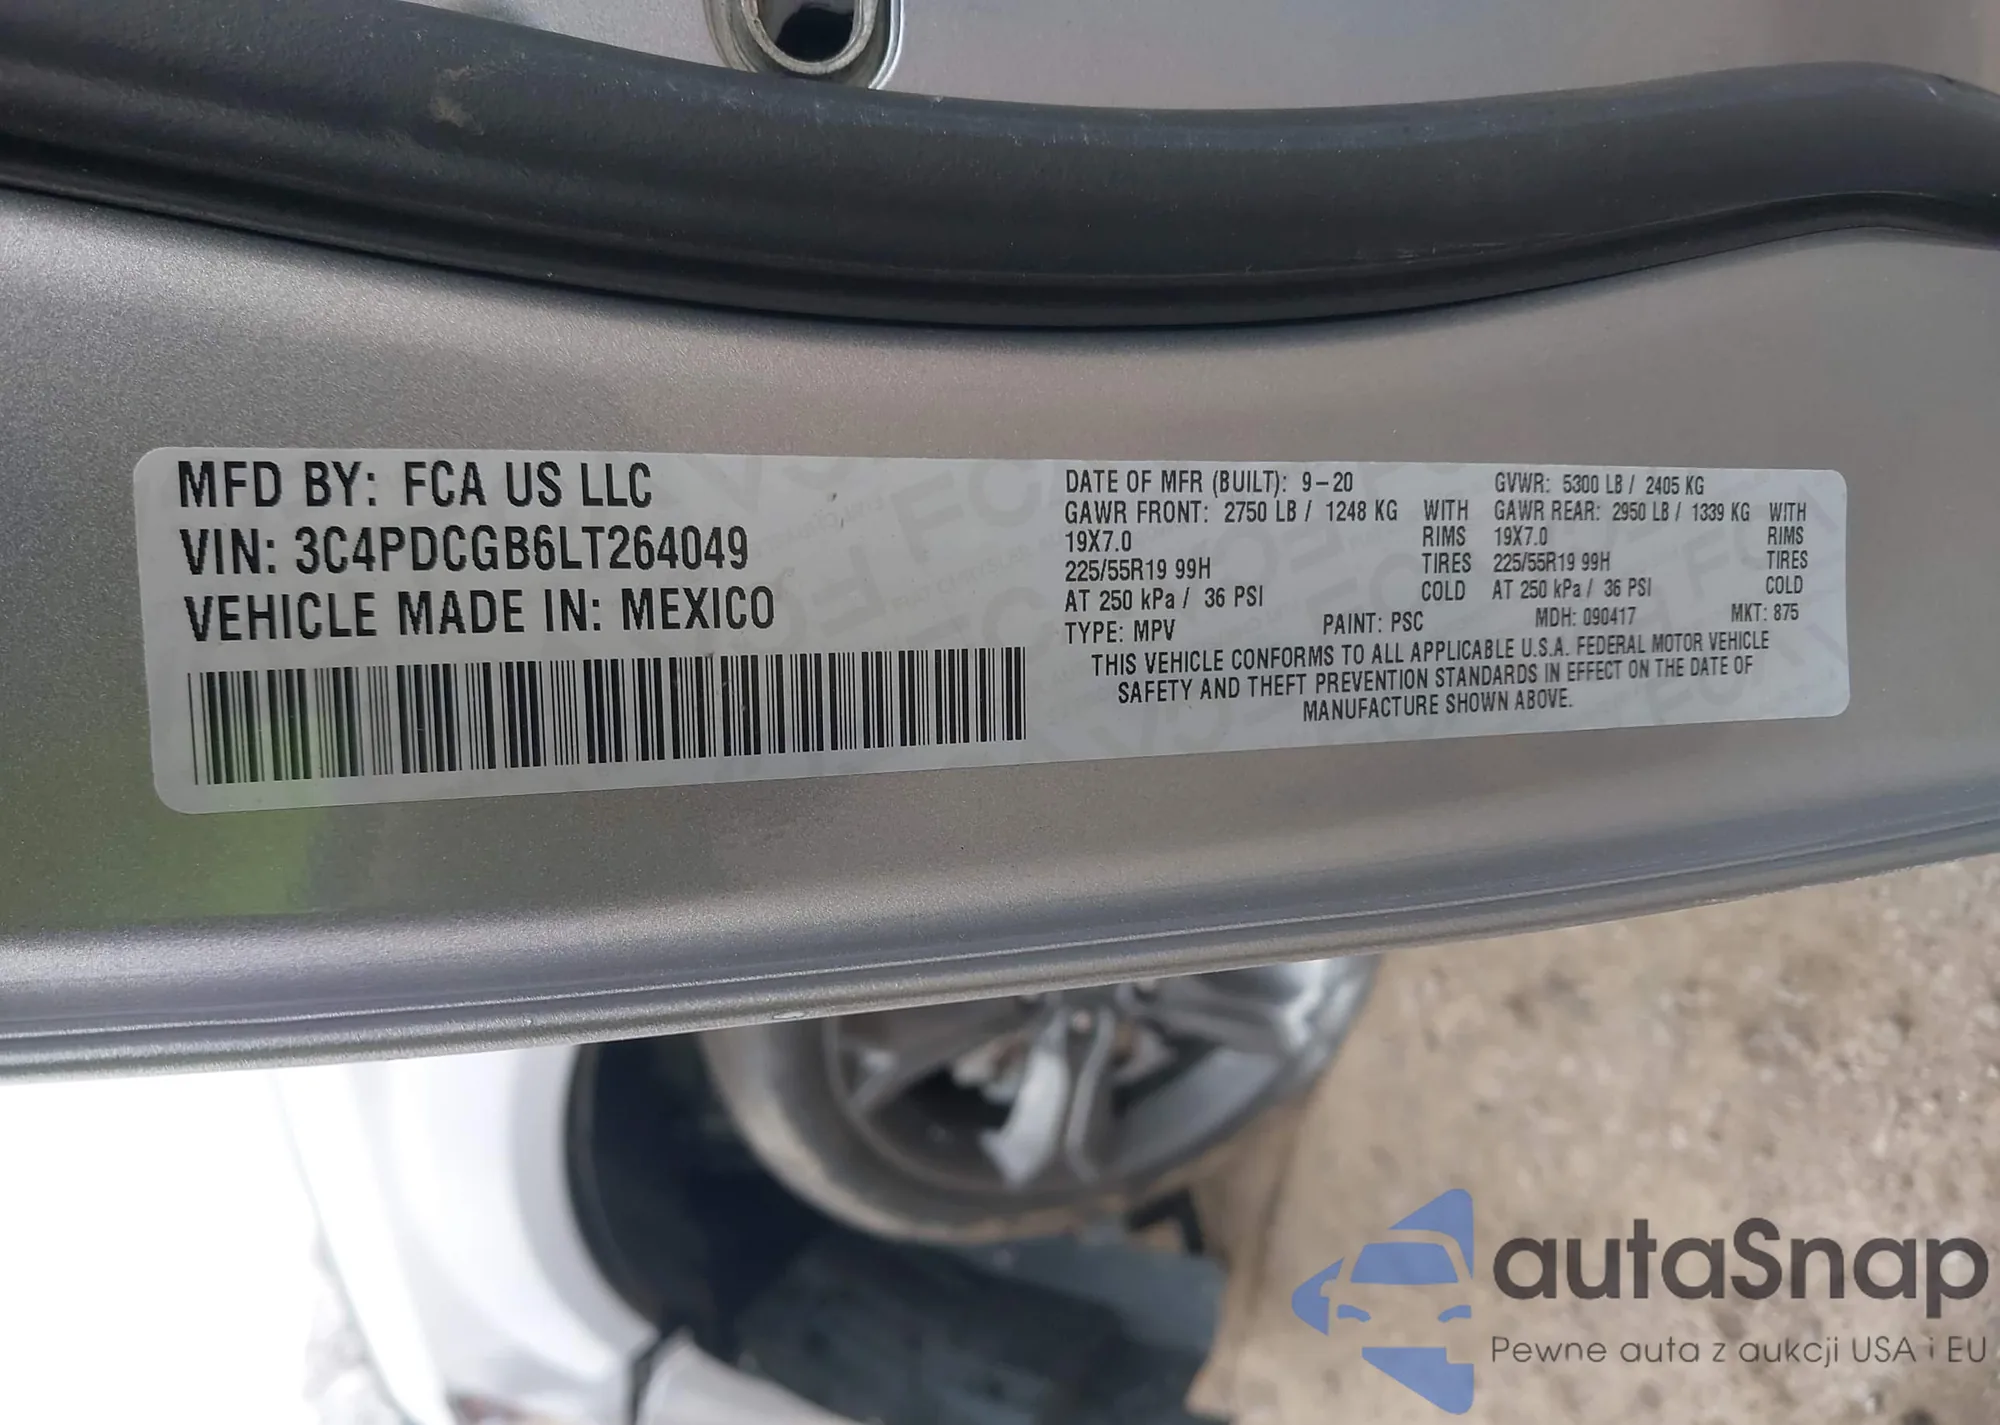 MFD BY: FCA US LLC
VIN: 3C4PDCGB6LT264049
VEHICLE MADE IN: MEXICO
DATE OF MFR (BUILT): 9-20 GVWR: 5300 LB / 2405 KG
GAWR FRONT: 2750 LB / 1248 KG WITH GAWR REAR: 2950 LB / 1339 KG WITH
19X7.0 RIMS 19X7.0 RIMS
225/55R19 99H TIRES 225/55R19 99H TIRES
AT 250 kPa / 36 PSI COLD AT 250 kPa / 36 PSI COLD
TYPE: MPV PAINT: PSC MDH: 090417 MKT: 875
THIS VEHICLE CONFORMS TO ALL APPLICABLE U.S.A. FEDERAL MOTOR VEHICLE
SAFETY AND THEFT PREVENTION STANDARDS IN EFFECT ON THE DATE OF
MANUFACTURE SHOWN ABOVE.
autaSnap
Pewne auta z aukcji USA i EU